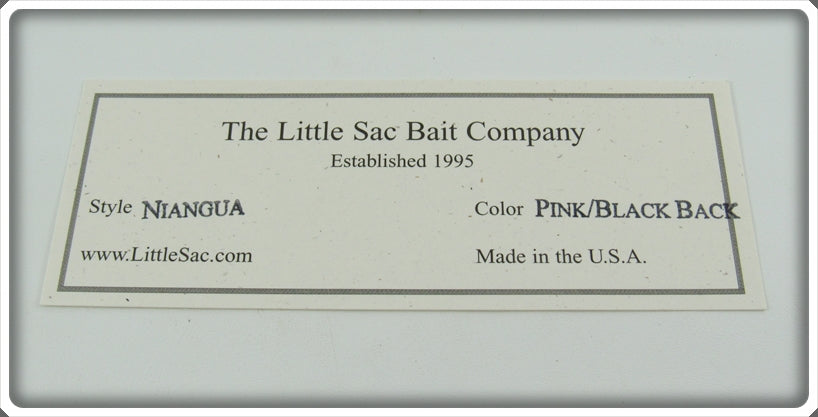 The Little Sac Bait Company
Established 1995
Style NIANGUA Color PINK/BLACK BACK
www.LittleSac.com Made in the U.S.A.